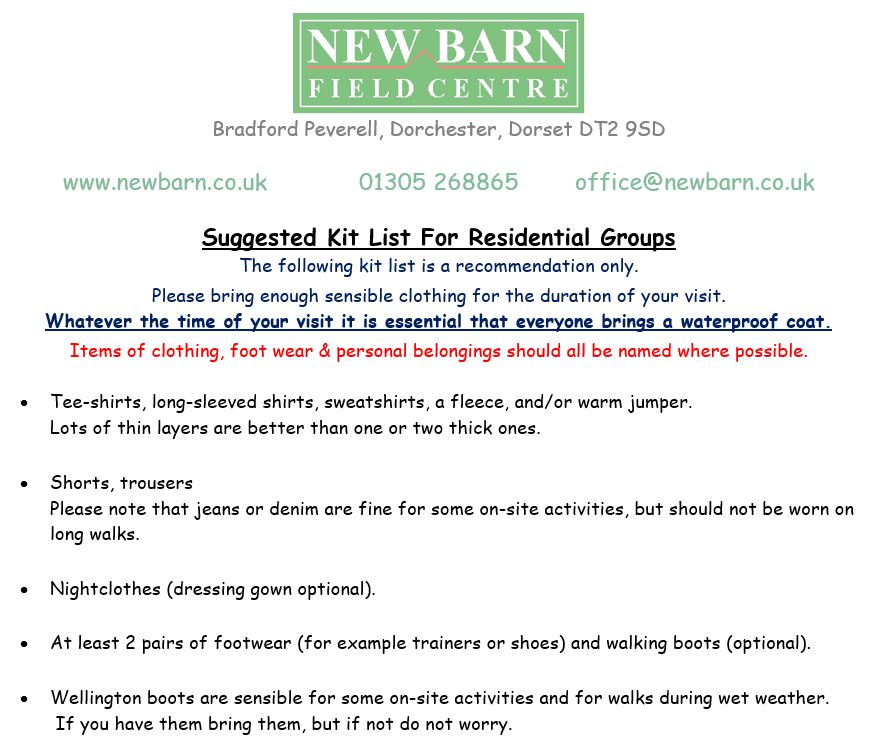 NEW BARN
FIELD CENTRE
Bradford Peverell, Dorchester, Dorset DT2 9SD
www.newbarn.co.uk 01305 268865 office@newbarn.co.uk
Suggested Kit List For Residential Groups
The following kit list is a recommendation only.
Please bring enough sensible clothing for the duration of your visit.
Whatever the time of your visit it is essential that everyone brings a waterproof coat.
Items of clothing, foot wear & personal belongings should all be named where possible.
• Tee-shirts, long-sleeved shirts, sweatshirts, a fleece, and/or warm jumper.
Lots of thin layers are better than one or two thick ones.
• Shorts, trousers
Please note that jeans or denim are fine for some on-site activities, but should not be worn on
long walks.
• Nightclothes (dressing gown optional).
• At least 2 pairs of footwear (for example trainers or shoes) and walking boots (optional).
• Wellington boots are sensible for some on-site activities and for walks during wet weather.
If you have them bring them, but if not do not worry.